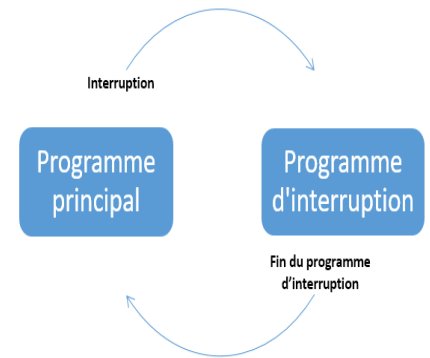 Interruption
Programme
principal
Programme
d'interruption
Fin du programme
d’interruption